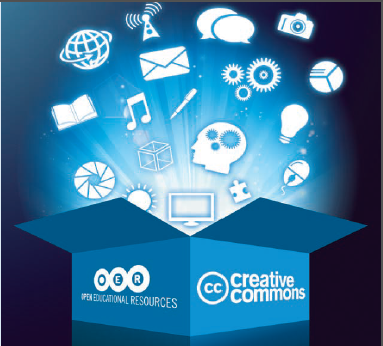 OER
OPEN EDUCATIONAL RESOURCES
cc
creative
commons